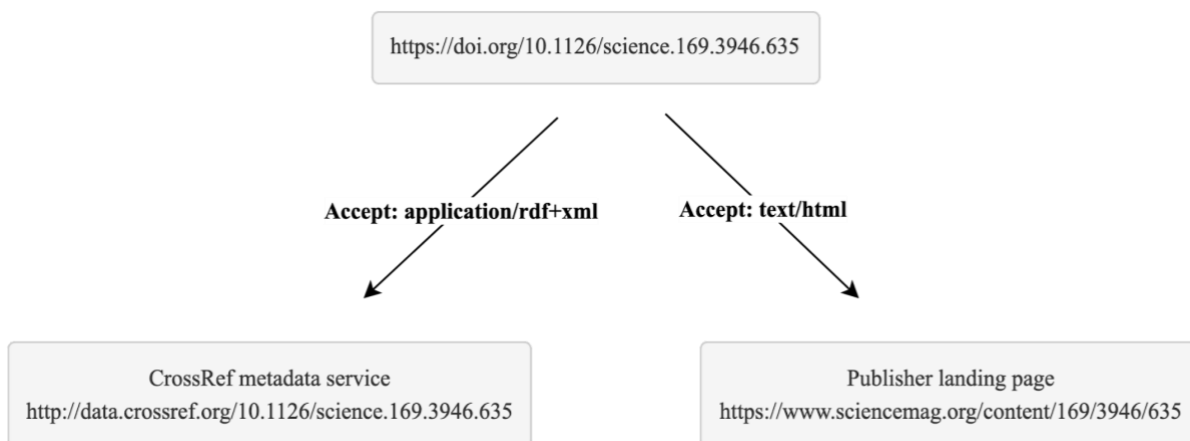 https://doi.org/10.1126/science.169.3946.635
Accept: application/rdf+xml
Accept: text/html
CrossRef metadata service
http://data.crossref.org/10.1126/science.169.3946.635
Publisher landing page
https://www.sciencemag.org/content/169/3946/635